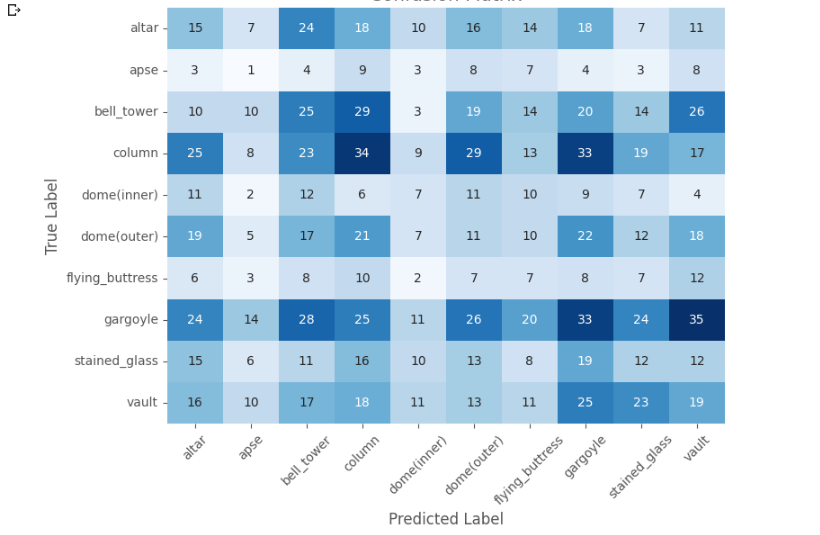 Confusion Matrix
altar 15 7 24 18 10 16 14 18 7 11
apse 3 1 4 9 3 8 7 4 3 8
bell_tower 10 10 25 29 3 19 14 20 14 26
column 25 8 23 34 9 29 13 33 19 17
dome(inner) 11 2 12 6 7 11 10 9 7 4
dome(outer) 19 5 17 21 7 11 10 22 12 18
flying_buttress 6 3 8 10 2 7 7 8 7 12
gargoyle 24 14 28 25 11 26 20 33 24 35
stained_glass 15 6 11 16 10 13 8 19 12 12
vault 16 10 17 18 11 13 11 25 23 19
True Label
altar apse bell_tower column dome(inner) dome(outer) flying_buttress gargoyle stained_glass vault
Predicted Label